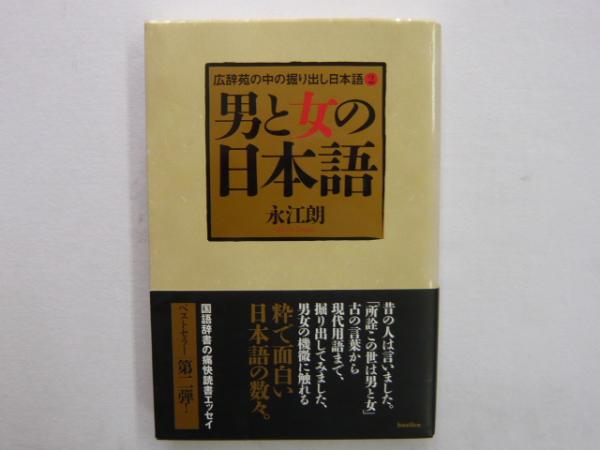 広辞苑の中の掘り出し日本語2
男と女の
日本語
永江朗
昔の人は言いました。
「所詮この世は男と女」
古の言葉から
現代用語まで、
掘り出してみました、
男女の機微に触れる
粋で面白い
日本語の数々。
国語辞書の痛快読書エッセイ
ベストセラー第二弾!
basilico